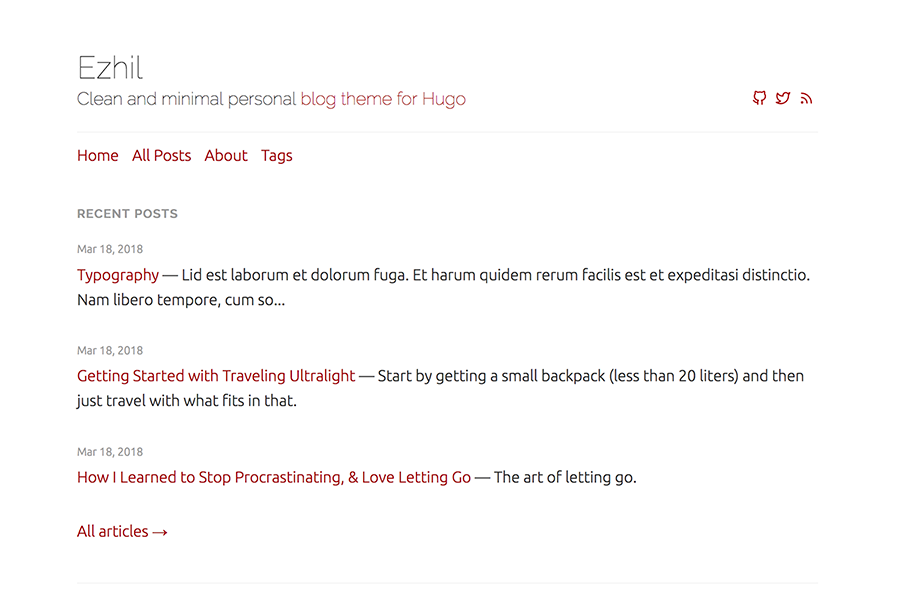 Ezhil
Clean and minimal personal blog theme for Hugo
Home All Posts About Tags
RECENT POSTS
Mar 18, 2018
Typography — Lid est laborum et dolorum fuga. Et harum quidem rerum facilis est et expeditasi distinctio.
Nam libero tempore, cum so...
Mar 18, 2018
Getting Started with Traveling Ultralight — Start by getting a small backpack (less than 20 liters) and then
just travel with what fits in that.
Mar 18, 2018
How I Learned to Stop Procrastinating, & Love Letting Go — The art of letting go.
All articles →